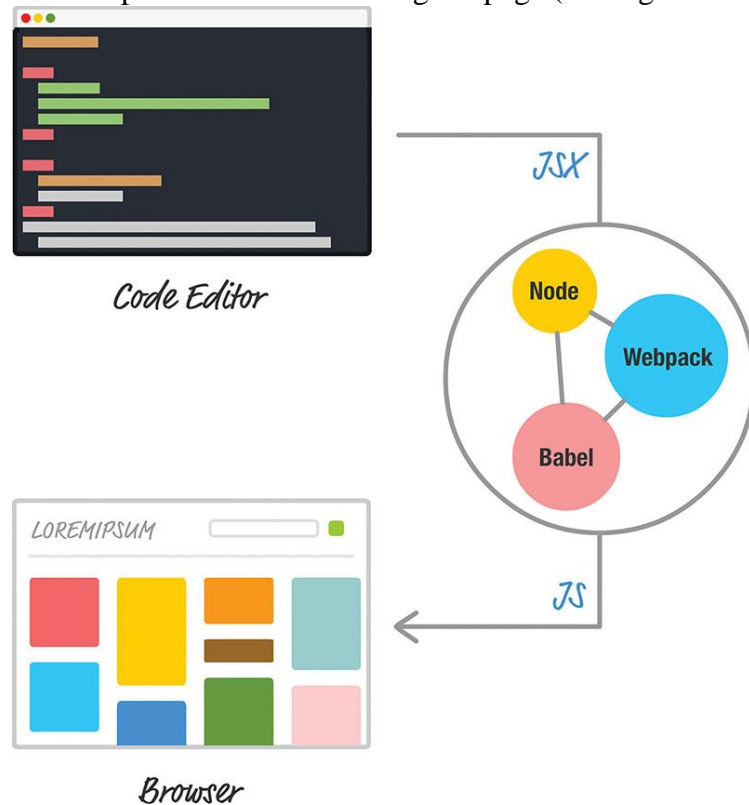 JSX
Node
Webpack
Code Editor
Babel
LOREMIPSUM
JS
Browser